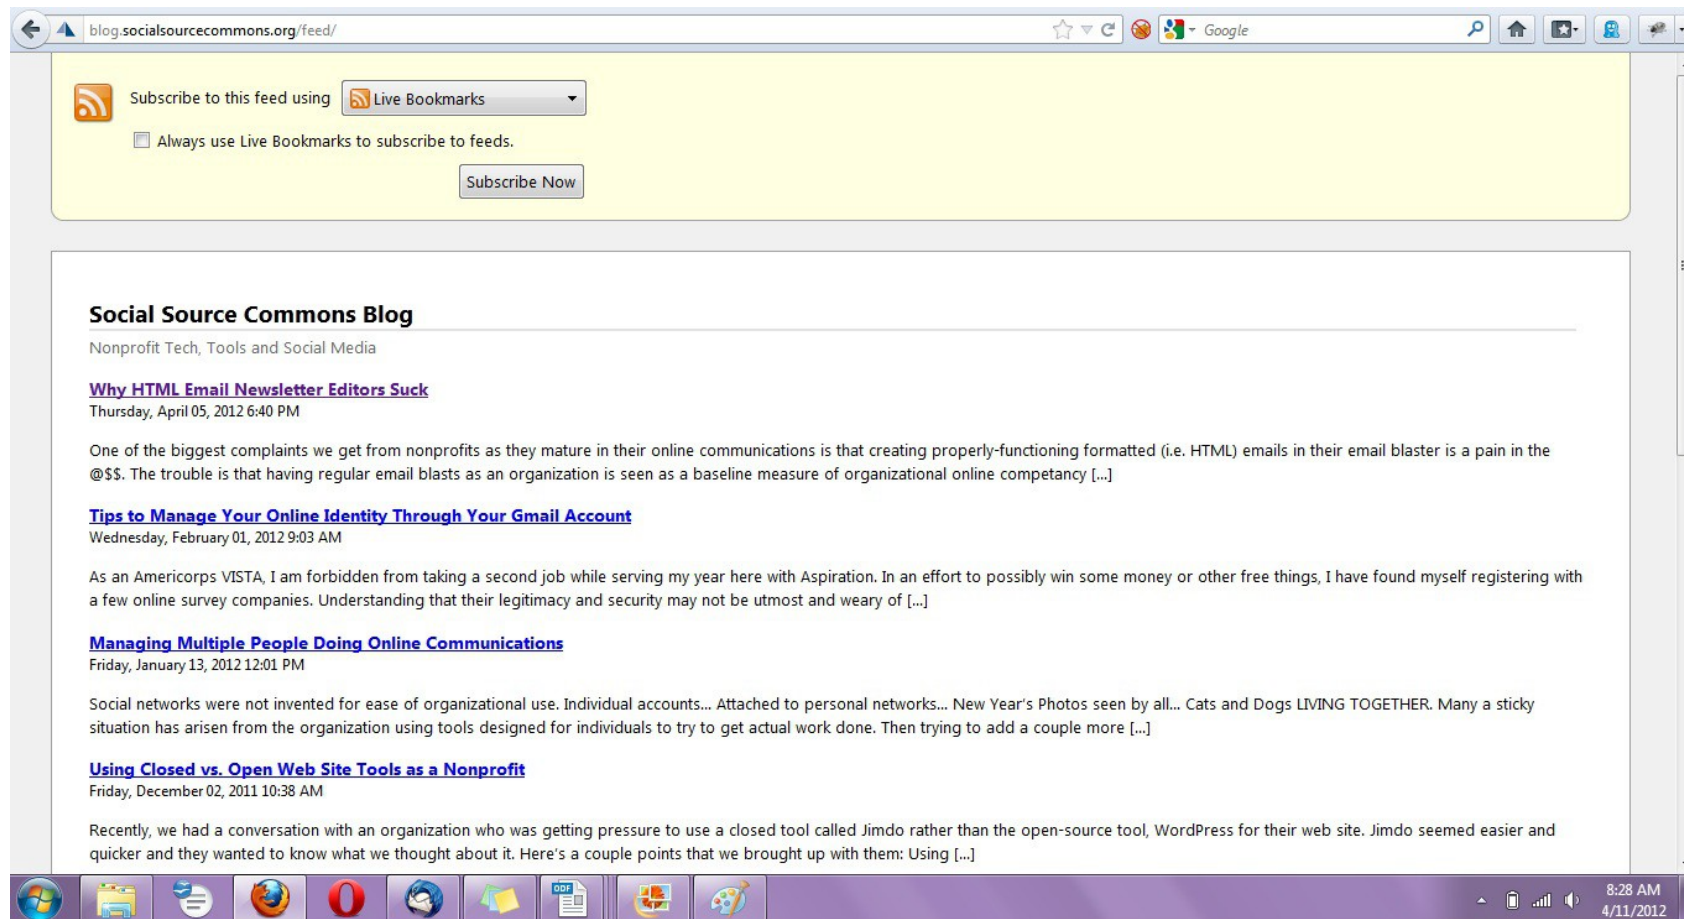 blog.socialsourcecommons.org/feed/
Google
Subscribe to this feed using
Live Bookmarks
Always use Live Bookmarks to subscribe to feeds.
Subscribe Now
Social Source Commons Blog
Nonprofit Tech, Tools and Social Media
Why HTML Email Newsletter Editors Suck
Thursday, April 05, 2012 6:40 PM
One of the biggest complaints we get from nonprofits as they mature in their online communications is that creating properly-functioning formatted (i.e. HTML) emails in their email blaster is a pain in the
@$$. The trouble is that having regular email blasts as an organization is seen as a baseline measure of organizational online competancy [...]
Tips to Manage Your Online Identity Through Your Gmail Account
Wednesday, February 01, 2012 9:03 AM
As an Americorps VISTA, I am forbidden from taking a second job while serving my year here with Aspiration. In an effort to possibly win some money or other free things, I have found myself registering with
a few online survey companies. Understanding that their legitimacy and security may not be utmost and weary of [...]
Managing Multiple People Doing Online Communications
Friday, January 13, 2012 12:01 PM
Social networks were not invented for ease of organizational use. Individual accounts... Attached to personal networks... New Year's Photos seen by all... Cats and Dogs LIVING TOGETHER. Many a sticky
situation has arisen from the organization using tools designed for individuals to try to get actual work done. Then trying to add a couple more [...]
Using Closed vs. Open Web Site Tools as a Nonprofit
Friday, December 02, 2011 10:38 AM
Recently, we had a conversation with an organization who was getting pressure to use a closed tool called Jimdo rather than the open-source tool, WordPress for their web site. Jimdo seemed easier and
quicker and they wanted to know what we thought about it. Here's a couple points that we brought up with them: Using [...]
ODF
8:28 AM
4/11/2012